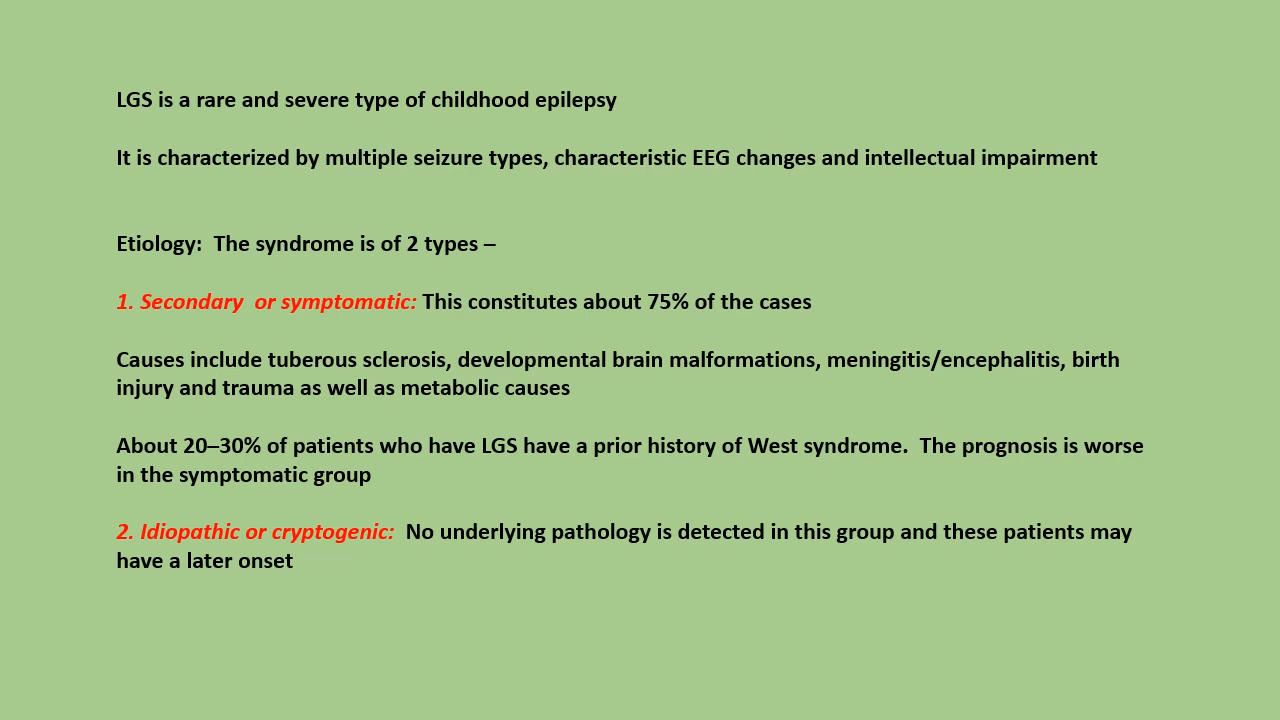 LGS is a rare and severe type of childhood epilepsy
It is characterized by multiple seizure types, characteristic EEG changes and intellectual impairment
Etiology:  The syndrome is of 2 types –
1. Secondary  or symptomatic: This constitutes about 75% of the cases
Causes include tuberous sclerosis, developmental brain malformations, meningitis/encephalitis, birth
injury and trauma as well as metabolic causes
About 20–30% of patients who have LGS have a prior history of West syndrome.  The prognosis is worse
in the symptomatic group
2. Idiopathic or cryptogenic:  No underlying pathology is detected in this group and these patients may
have a later onset